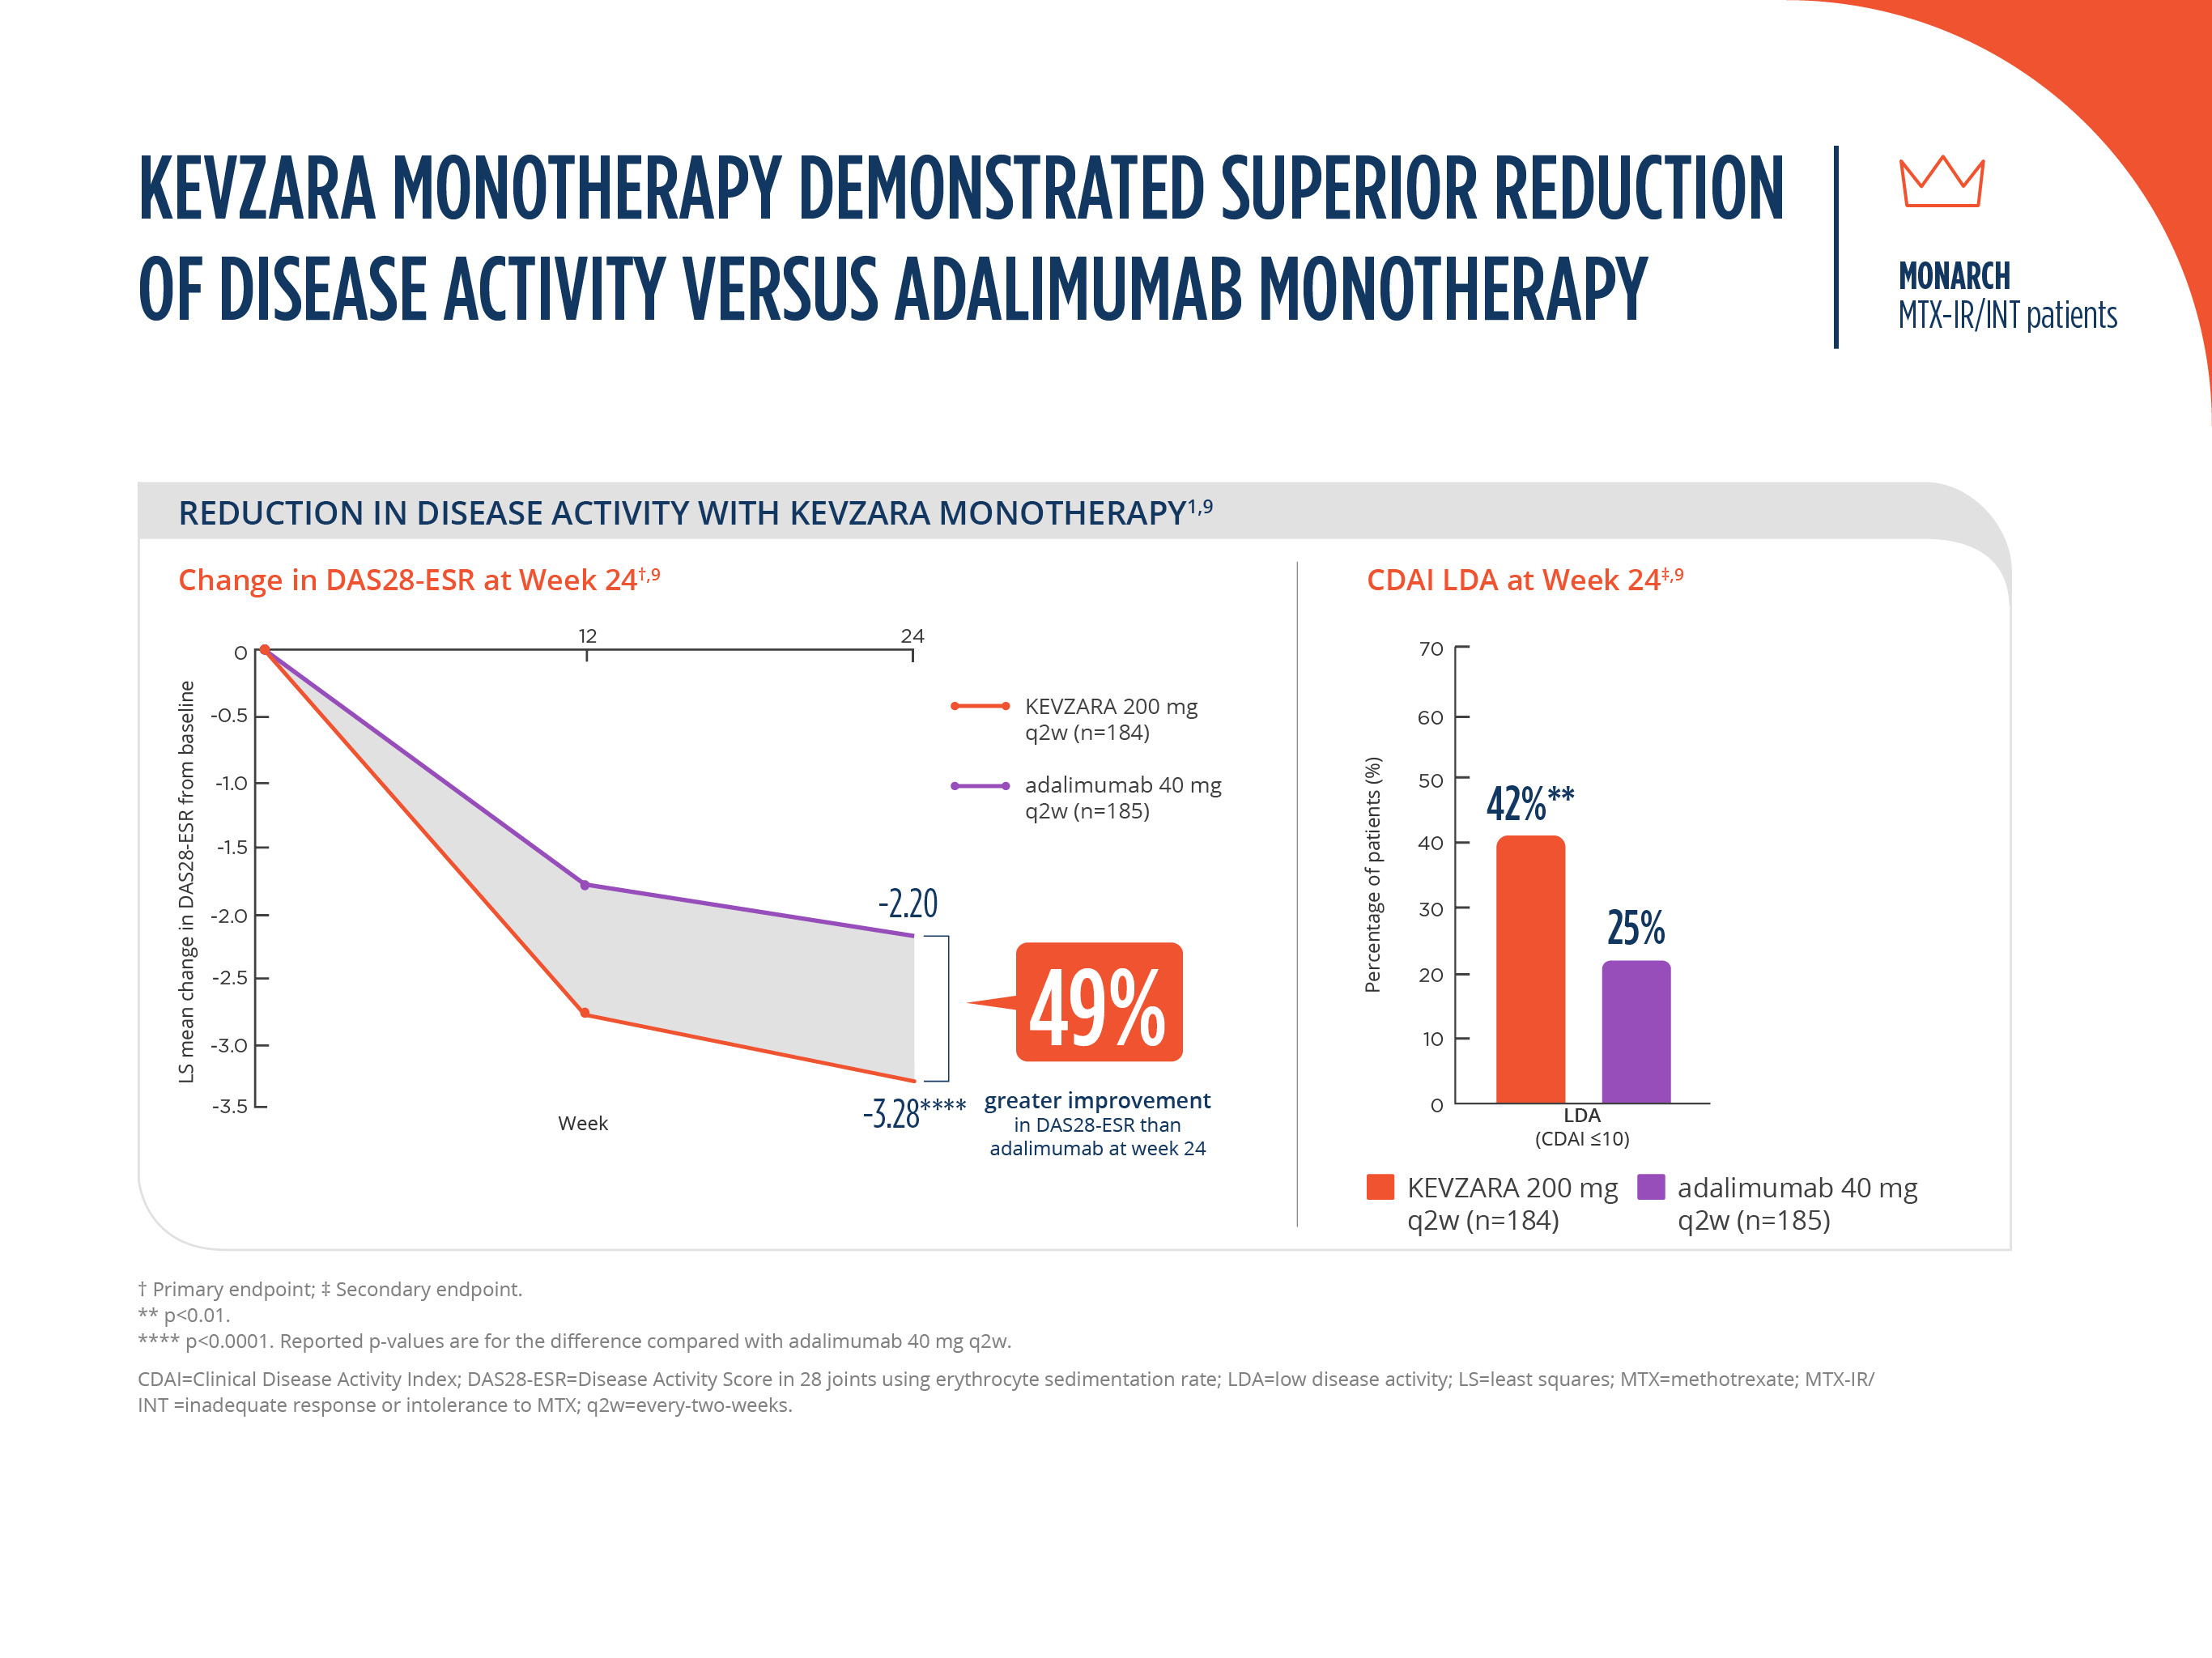 KEVZARA MONOTHERAPY DEMONSTRATED SUPERIOR REDUCTION
OF DISEASE ACTIVITY VERSUS ADALIMUMAB MONOTHERAPY
MONARCH
MTX-IR/INT patients
REDUCTION IN DISEASE ACTIVITY WITH KEVZARA MONOTHERAPY1,9
Change in DAS28-ESR at Week 24†,9
LS mean change in DAS28-ESR from baseline
12
24
0
-0.5
-1.0
-1.5
-2.0
-2.5
-3.0
-3.5
Week
KEVZARA 200 mg
q2w (n=184)
adalimumab 40 mg
q2w (n=185)
-2.20
-3.28****
49%
greater improvement
in DAS28-ESR than
adalimumab at week 24
CDAI LDA at Week 24‡,9
Percentage of patients (%)
70
60
50
40
30
20
10
0
42%**
25%
LDA
(CDAI ≤10)
KEVZARA 200 mg
q2w (n=184)
adalimumab 40 mg
q2w (n=185)
† Primary endpoint; ‡ Secondary endpoint.
** p<0.01.
**** p<0.0001. Reported p-values are for the difference compared with adalimumab 40 mg q2w.
CDAI=Clinical Disease Activity Index; DAS28-ESR=Disease Activity Score in 28 joints using erythrocyte sedimentation rate; LDA=low disease activity; LS=least squares; MTX=methotrexate; MTX-IR/
INT =inadequate response or intolerance to MTX; q2w=every-two-weeks.